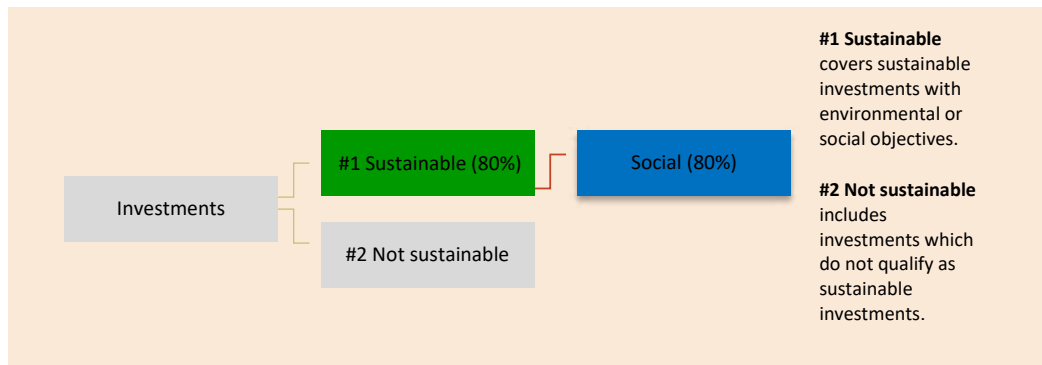 Investments
#1 Sustainable (80%)
#2 Not sustainable
Social (80%)
#1 Sustainable
covers sustainable
investments with
environmental or
social objectives.
#2 Not sustainable
includes
investments which
do not qualify as
sustainable
investments.